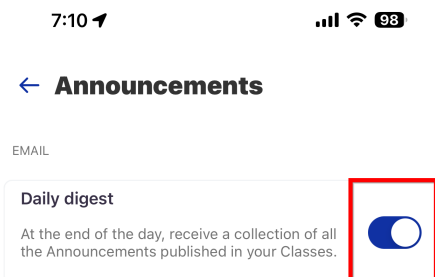 7:10 98
Announcements
EMAIL
Daily digest
At the end of the day, receive a collection of all
the Announcements published in your Classes.